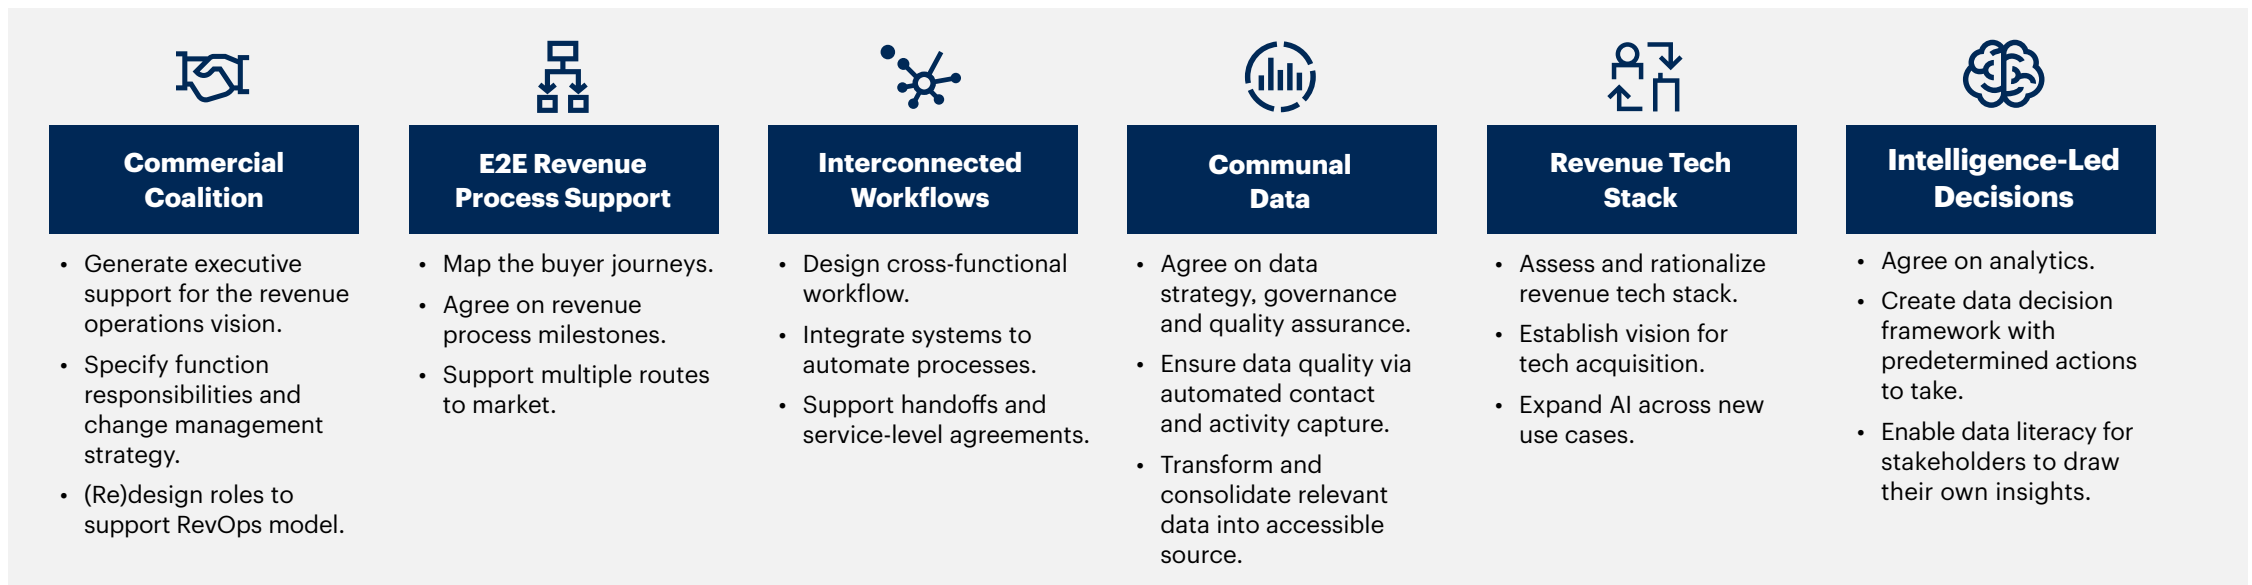 Commercial
Coalition
• Generate executive
support for the revenue
operations vision.
• Specify function
responsibilities and
change management
strategy.
• (Re)design roles to
support RevOps model.
E2E Revenue
Process Support
• Map the buyer journeys.
• Agree on revenue
process milestones.
• Support multiple routes
to market.
Interconnected
Workflows
• Design cross-functional
workflow.
• Integrate systems to
automate processes.
• Support handoffs and
service-level agreements.
Communal
Data
• Agree on data
strategy, governance
and quality assurance.
• Ensure data quality via
automated contact
and activity capture.
• Transform and
consolidate relevant
data into accessible
source.
Revenue Tech
Stack
• Assess and rationalize
revenue tech stack.
• Establish vision for
tech acquisition.
• Expand AI across new
use cases.
Intelligence-Led
Decisions
• Agree on analytics.
• Create data decision
framework with
predetermined actions
to take.
• Enable data literacy for
stakeholders to draw
their own insights.